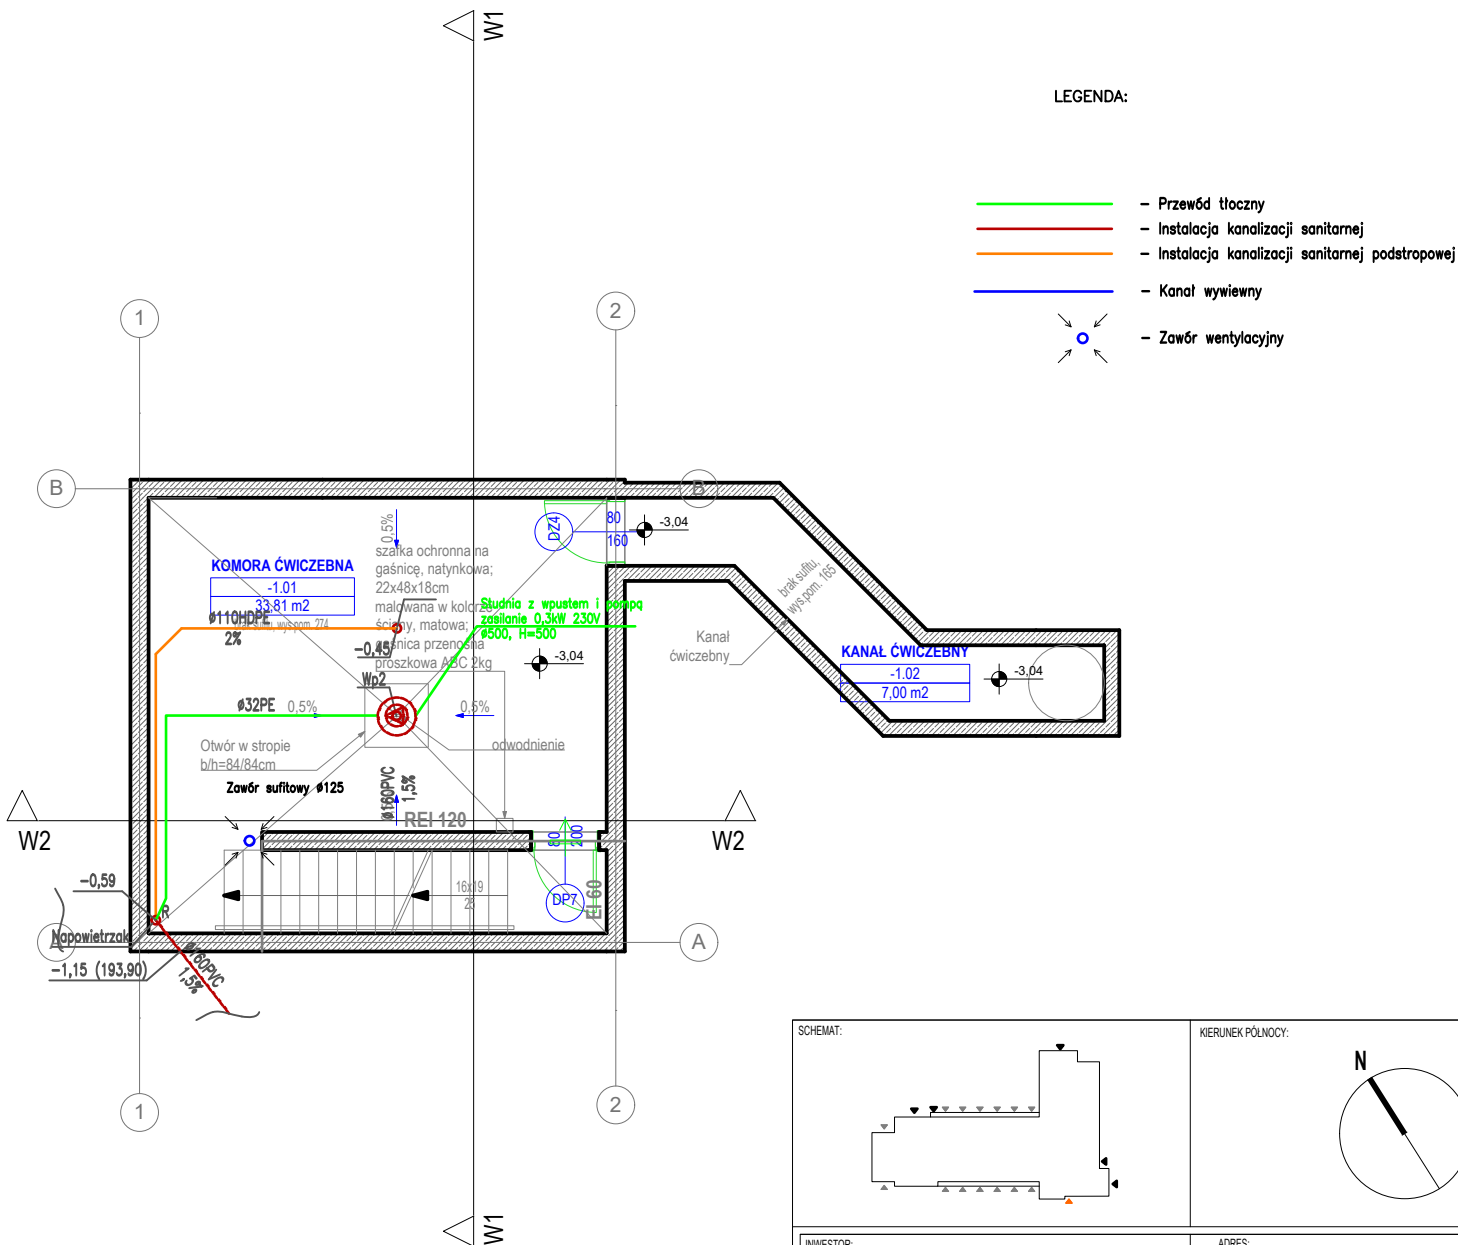 W1
LEGENDA:
– Przewód tłoczny
– Instalacja kanalizacji sanitarnej
– Instalacja kanalizacji sanitarnej podstropowej
– Kanał wywiewny
– Zawór wentylacyjny
1
2
B
B
DZ4
80
160
-3,04
0,5%
szafka ochronna na
gaśnicę, natynkowa;
22x48x18cm
malowana w kolorze
ściany, matowa;
gaśnica przenośna
proszkowa ABC 2kg
KOMORA ĆWICZEBNA
-1.01
33,81 m2
brak sufitu, wys.pom. 274
ø110HDPE
2%
Studnia z wpustem i pompą
zasilanie 0,3kW 230V
ø500, H=500
-0,45
-3,04
Wp2
brak sufitu,
wys.pom. 165
Kanał
ćwiczebny
KANAŁ ĆWICZEBNY
-1.02
7,00 m2
-3,04
ø32PE
0,5%
0,5%
Otwór w stropie
b/h=84/84cm
odwodnienie
Zawór sufitowy ø125
ø160PVC
1,5%
REI 120
W2
W2
80
200
16x19
DP7
EI 60
-0,59
R
A
Napowietrzak
-1,15 (193,90)
ø160PVC
1,5%
A
1
2
W1
SCHEMAT:
KIERUNEK PÓŁNOCY:
N
INWESTOR:
ADRES: